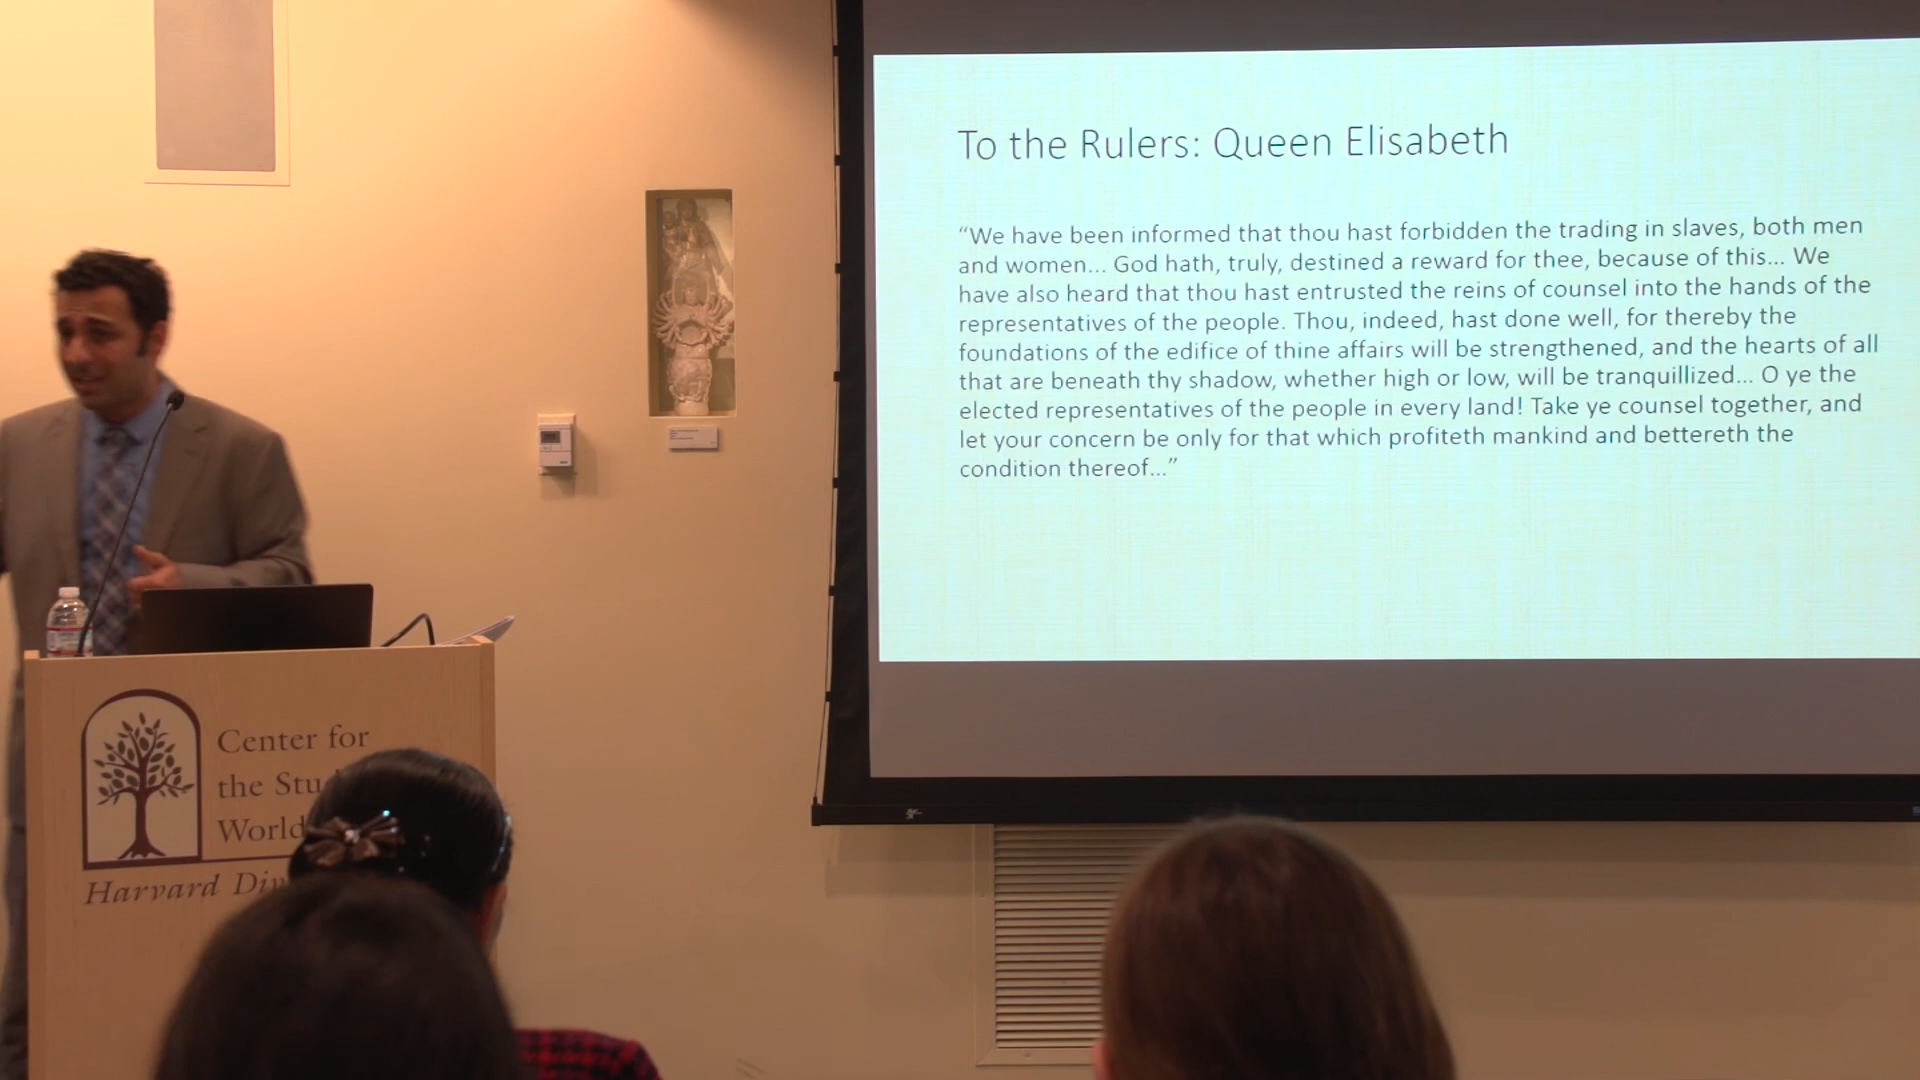 To the Rulers: Queen Elisabeth
“We have been informed that thou hast forbidden the trading in slaves, both men
and women... God hath, truly, destined a reward for thee, because of this... We
have also heard that thou hast entrusted the reins of counsel into the hands of the
representatives of the people. Thou, indeed, hast done well, for thereby the
foundations of the edifice of thine affairs will be strengthened, and the hearts of all
that are beneath thy shadow, whether high or low, will be tranquillized... O ye the
elected representatives of the people in every land! Take ye counsel together, and
let your concern be only for that which profiteth mankind and bettereth the
condition thereof...”
Center for
the Stu
World
Harvard Div